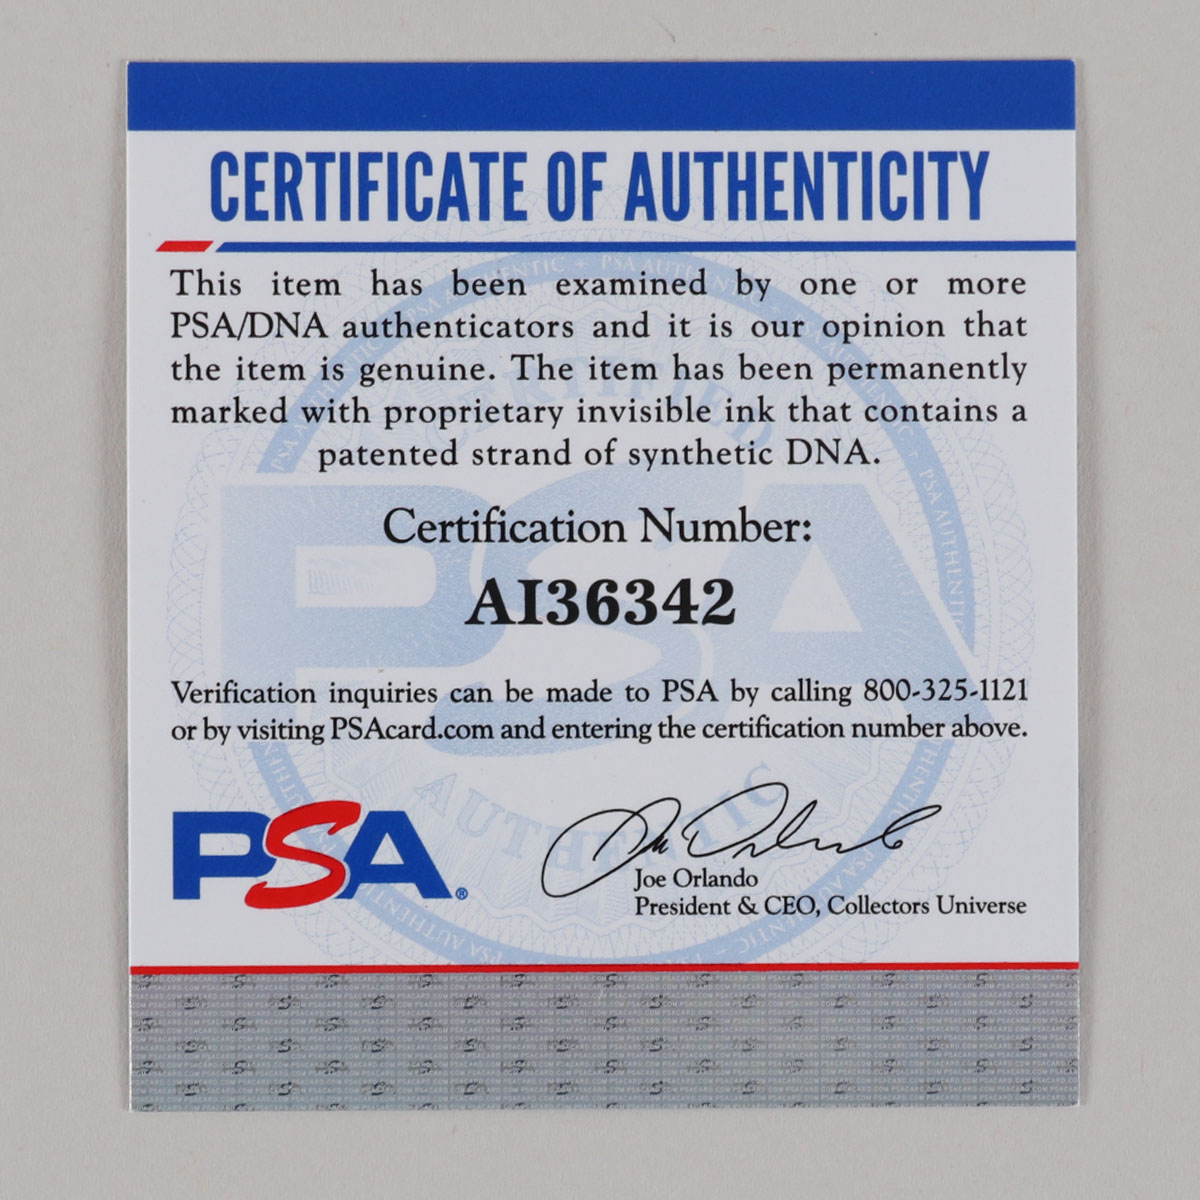 CERTIFICATE OF AUTHENTICITY
This item has been examined by one or more
PSA/DNA authenticators and it is our opinion that
the item is genuine. The item has been permanently
marked with proprietary invisible ink that contains a
patented strand of synthetic DNA.
Certification Number:
AI36342
Verification inquiries can be made to PSA by calling 800-325-1121
or by visiting PSAcard.com and entering the certification number above.
PSA®
Joe Orlando
President & CEO, Collectors Universe